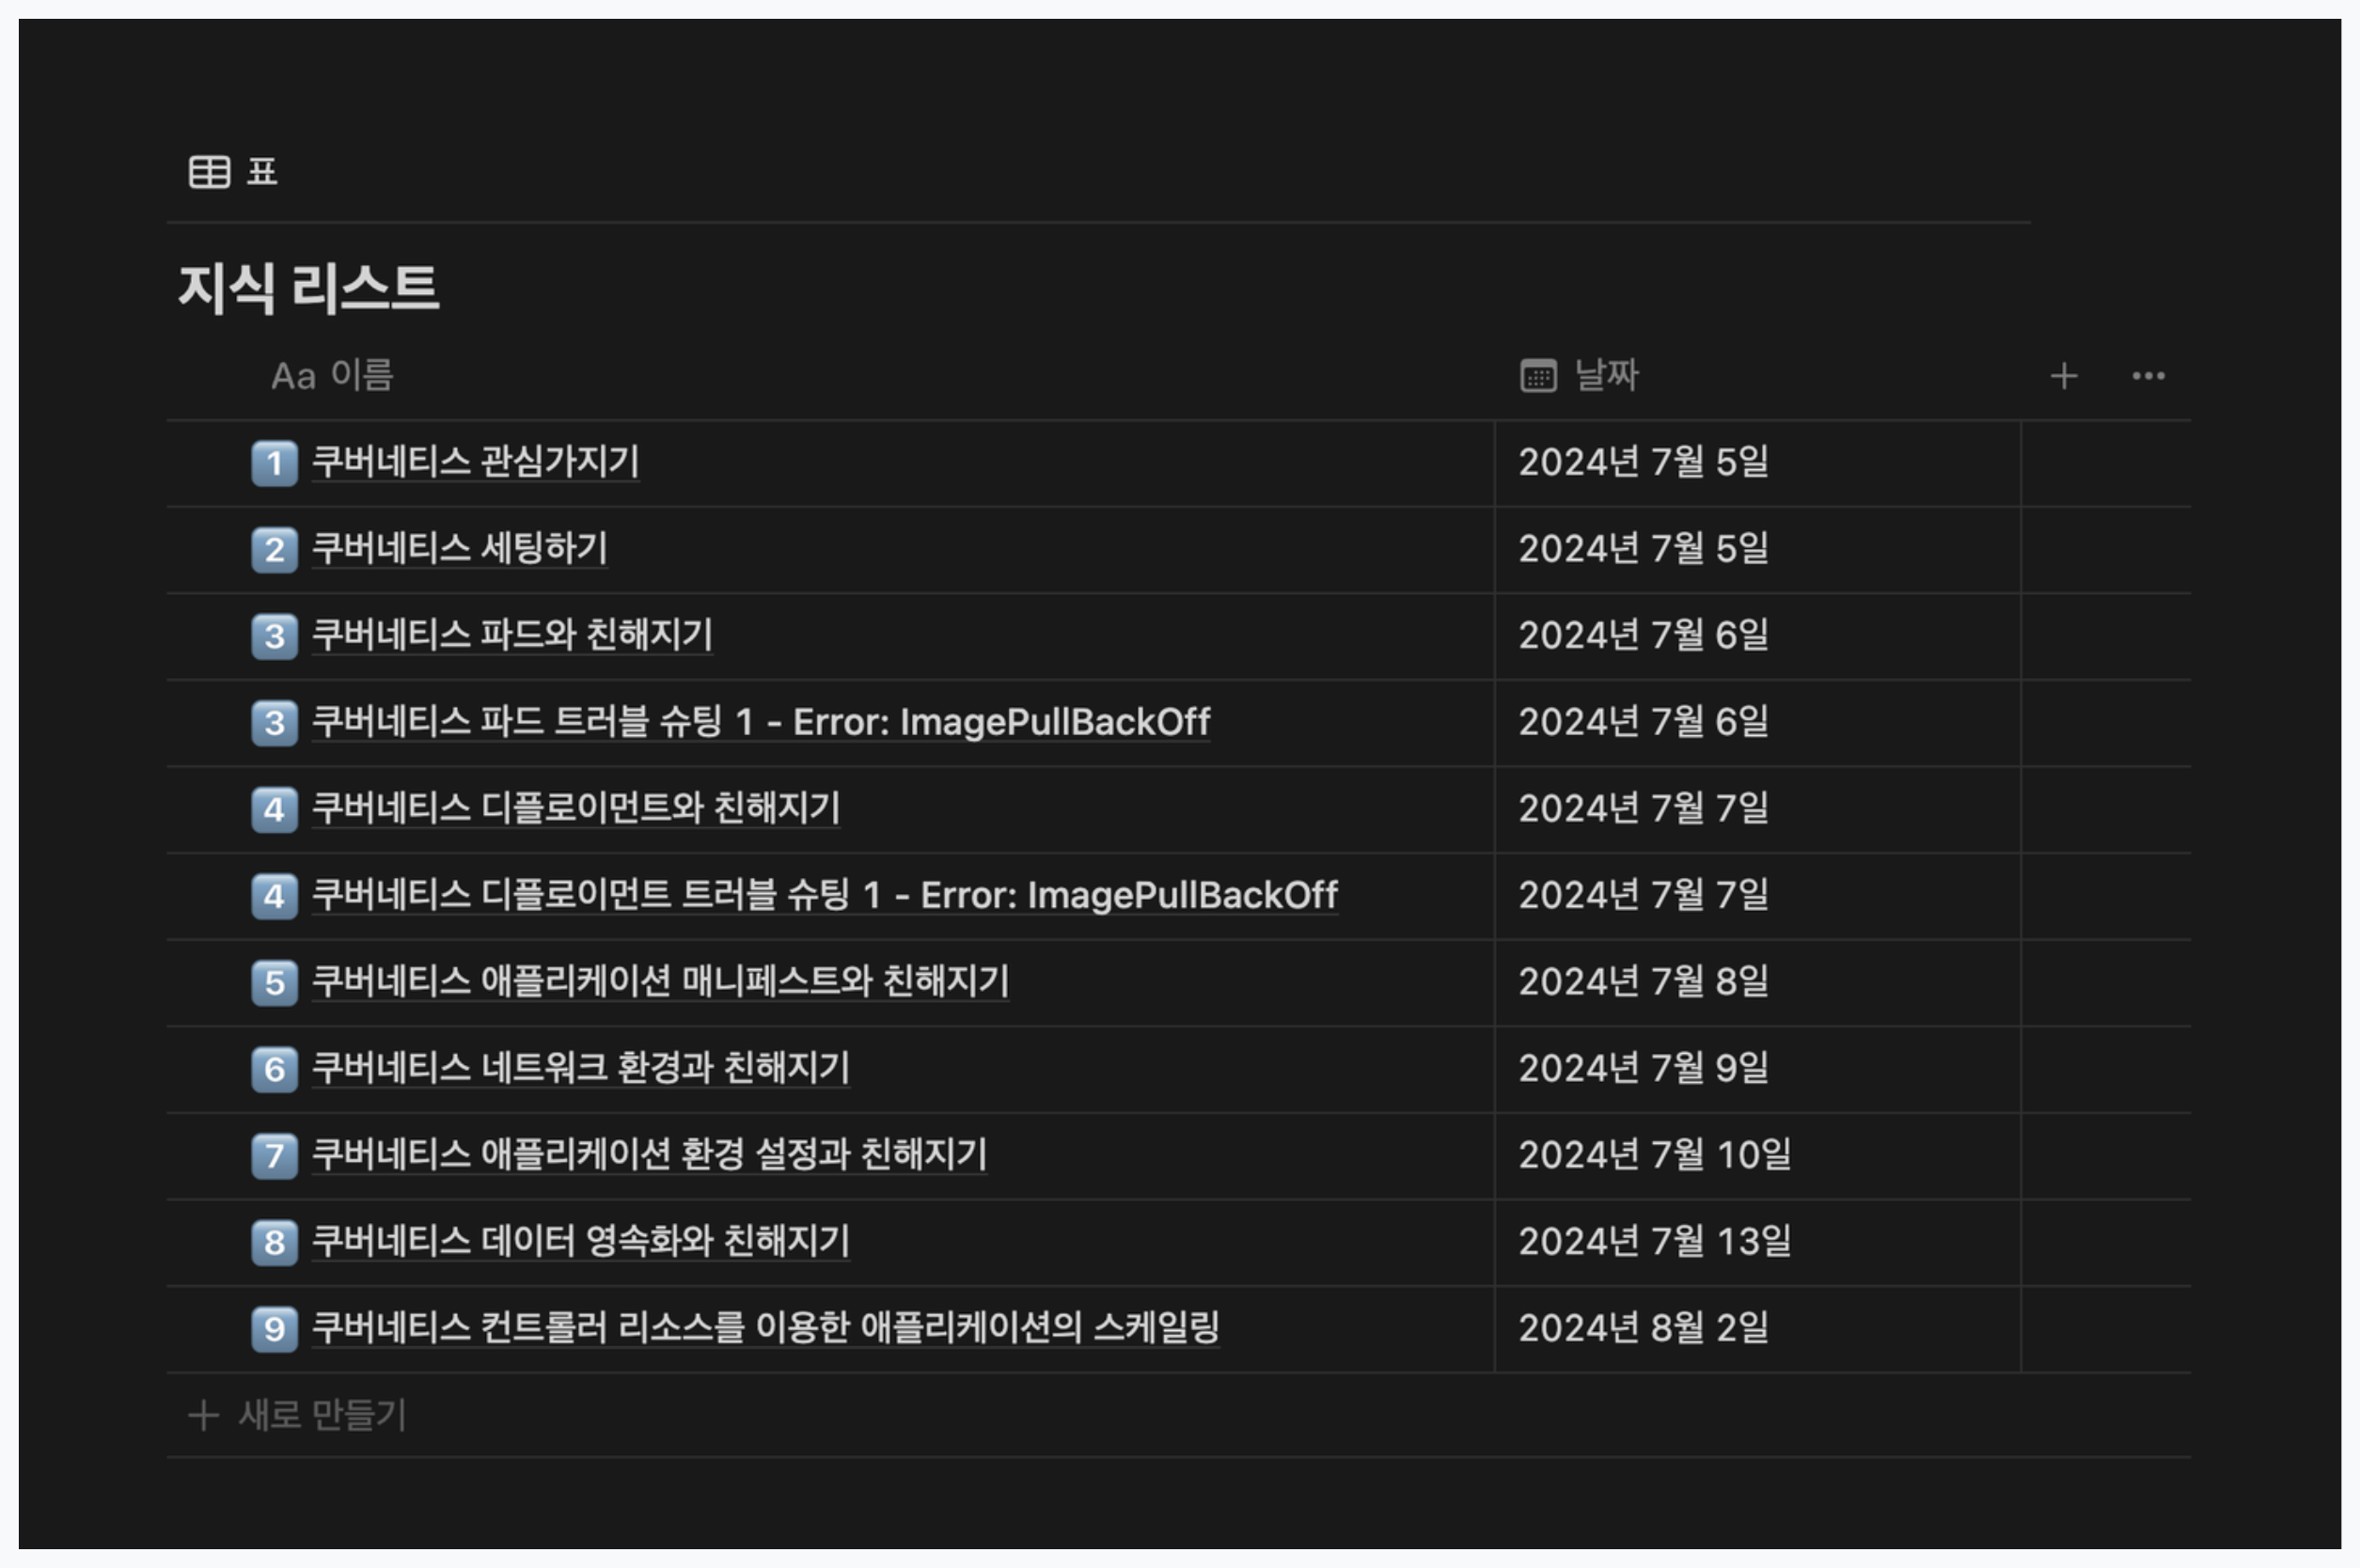 표
지식 리스트
Aa 이름 날짜
1 쿠버네티스 관심가지기 2024년 7월 5일
2 쿠버네티스 세팅하기 2024년 7월 5일
3 쿠버네티스 파드와 친해지기 2024년 7월 6일
3 쿠버네티스 파드 트러블 슈팅 1 - Error: ImagePullBackOff 2024년 7월 6일
4 쿠버네티스 디플로이먼트와 친해지기 2024년 7월 7일
4 쿠버네티스 디플로이먼트 트러블 슈팅 1 - Error: ImagePullBackOff 2024년 7월 7일
5 쿠버네티스 애플리케이션 매니페스트와 친해지기 2024년 7월 8일
6 쿠버네티스 네트워크 환경과 친해지기 2024년 7월 9일
7 쿠버네티스 애플리케이션 환경 설정과 친해지기 2024년 7월 10일
8 쿠버네티스 데이터 영속화와 친해지기 2024년 7월 13일
9 쿠버네티스 컨트롤러 리소스를 이용한 애플리케이션의 스케일링 2024년 8월 2일
+ 새로 만들기